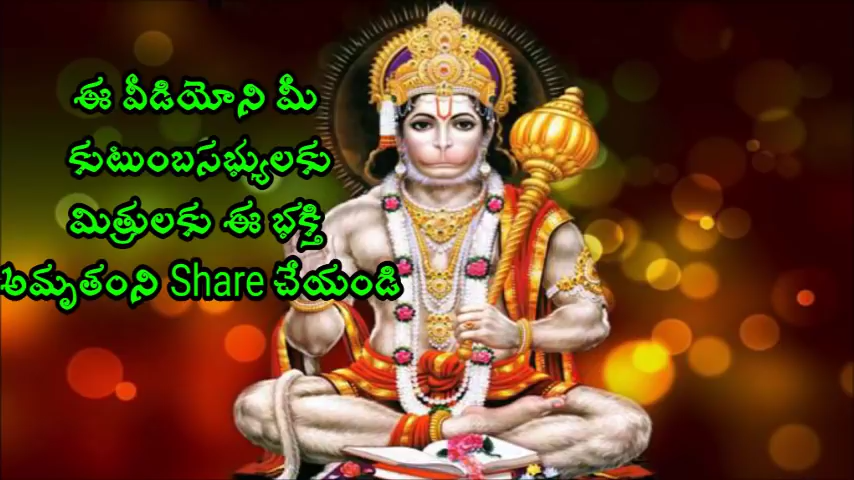 ఈ వీడియోని మీ
కుటుంబసభ్యులకు
మిత్రులకు ఈ భక్తి
అమృతంని Share చేయండి